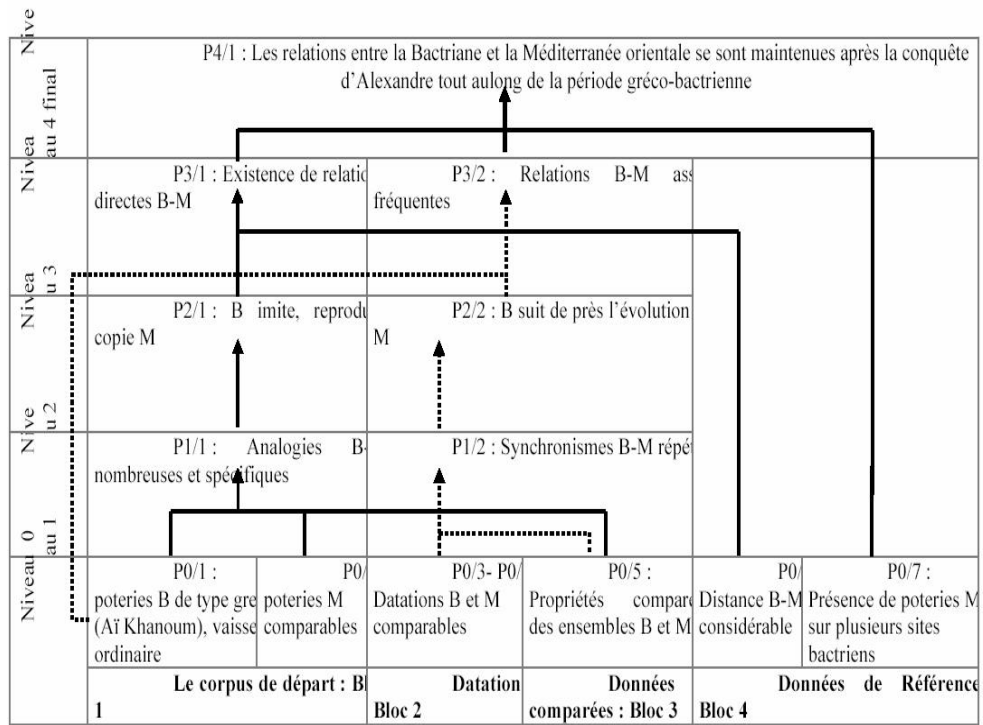 Nive
au 4 final
P4/1 : Les relations entre la Bactriane et la Méditerranée orientale se sont maintenues après la conquête
d'Alexandre tout aulong de la période gréco-bactrienne
Nivea
u 3
P3/1 : Existence de relatio
directes B-M
P3/2 : Relations B-M ass
fréquentes
Nivea
u 2
P2/1 : B imite, reprodu
copie M
P2/2 : B suit de près l'évolution
M
Nive
au 1
P1/1 : Analogies B-
nombreuses et spécifiques
P1/2 : Synchronismes B-M répé
Niveau 0
P0/1 :
poteries B de type gre
(Aï Khanoum), vaisse
ordinaire
P0/
poteries M
comparables
P0/3- P0/
Datations B et M
comparables
P0/5 :
Propriétés compare
des ensembles B et M
P0/
Distance B-M
considérable
P0/7 :
Présence de poteries M
sur plusieurs sites
bactriens
Le corpus de départ : Bl
1
Datation
Bloc 2
Données
comparées : Bloc 3
Données de Référence
Bloc 4